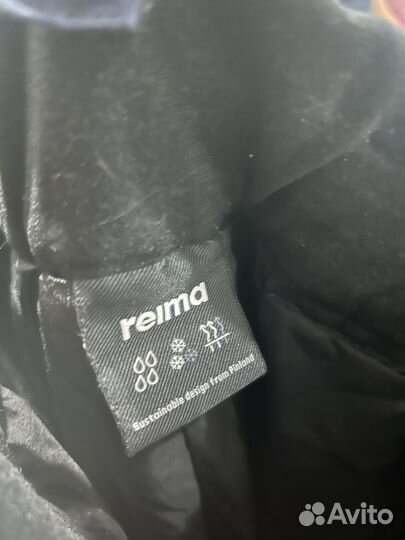 reima
Sustainable design from Finland
Avito